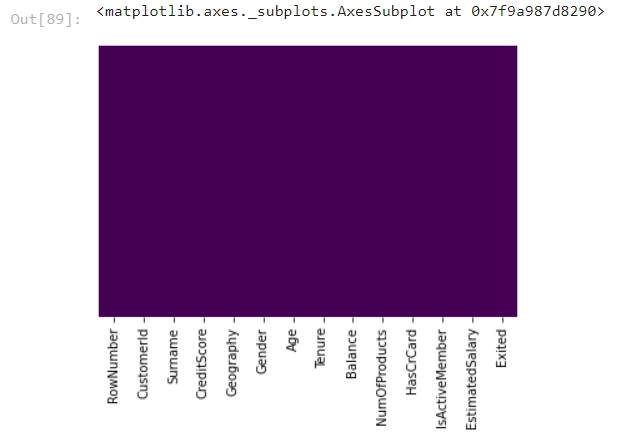 Out[89]: <matplotlib.axes._subplots.AxesSubplot at 0x7f9a987d8290>
RowNumber
CustomerId
Surname
CreditScore
Geography
Gender
Age
Tenure
Balance
NumOfProducts
HasCrCard
IsActiveMember
EstimatedSalary
Exited